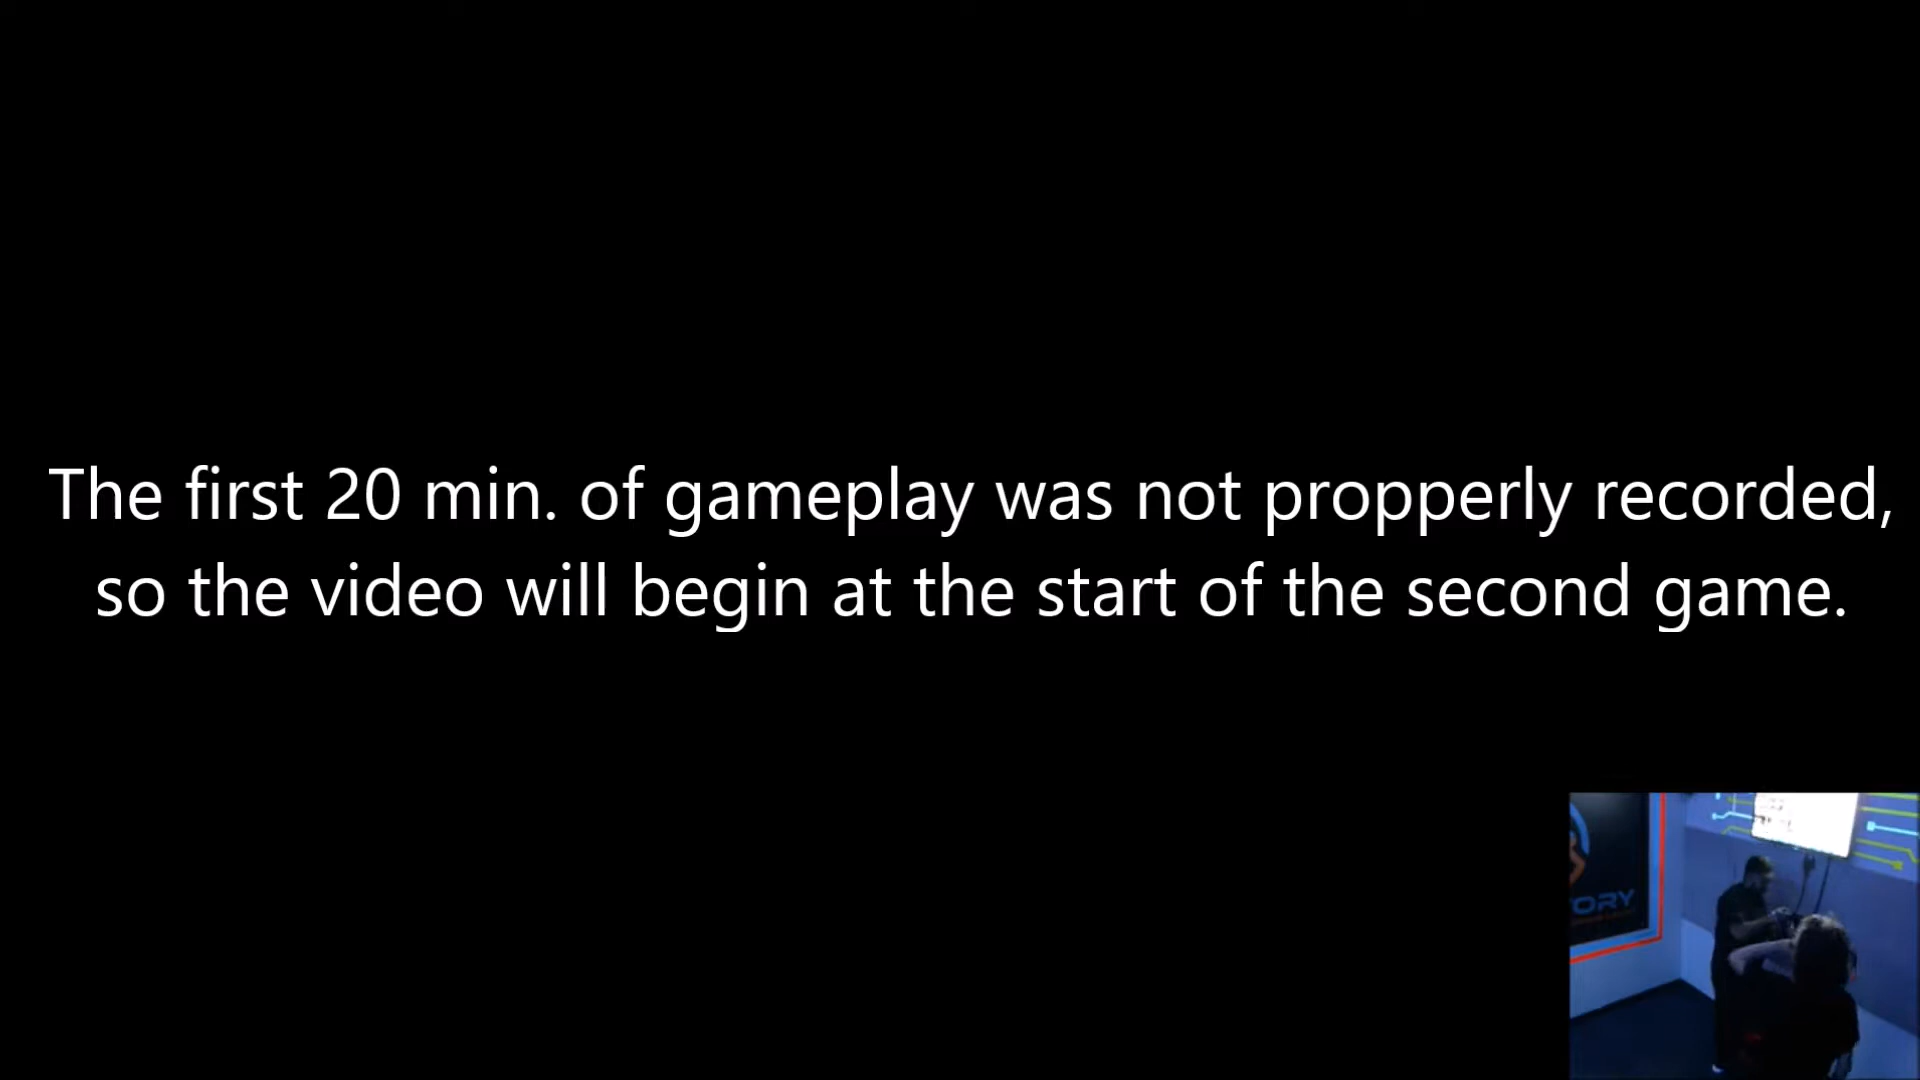 The first 20 min. of gameplay was not propperly recorded,
so the video will begin at the start of the second game.
TORY